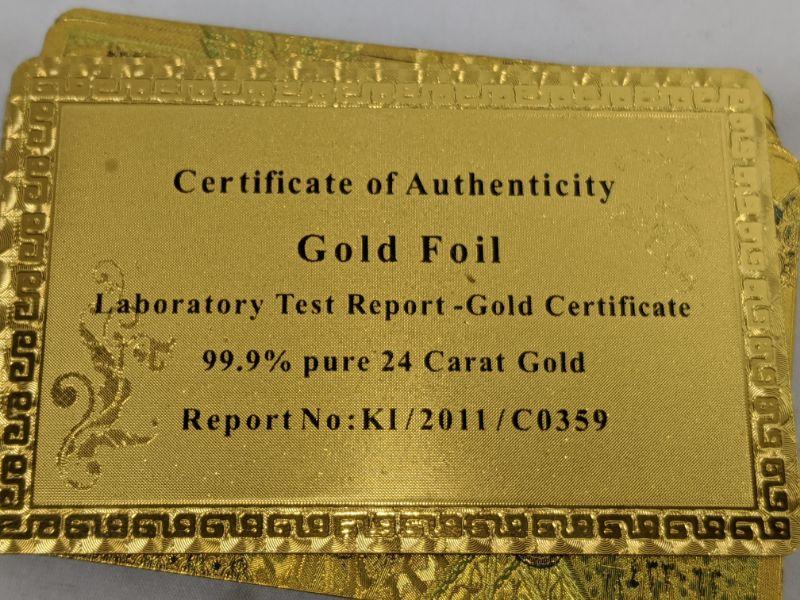 Certificate of Authenticity
Gold Foil
Laboratory Test Report-Gold Certificate
99.9% pure 24 Carat Gold
Report No:KI/2011/C0359